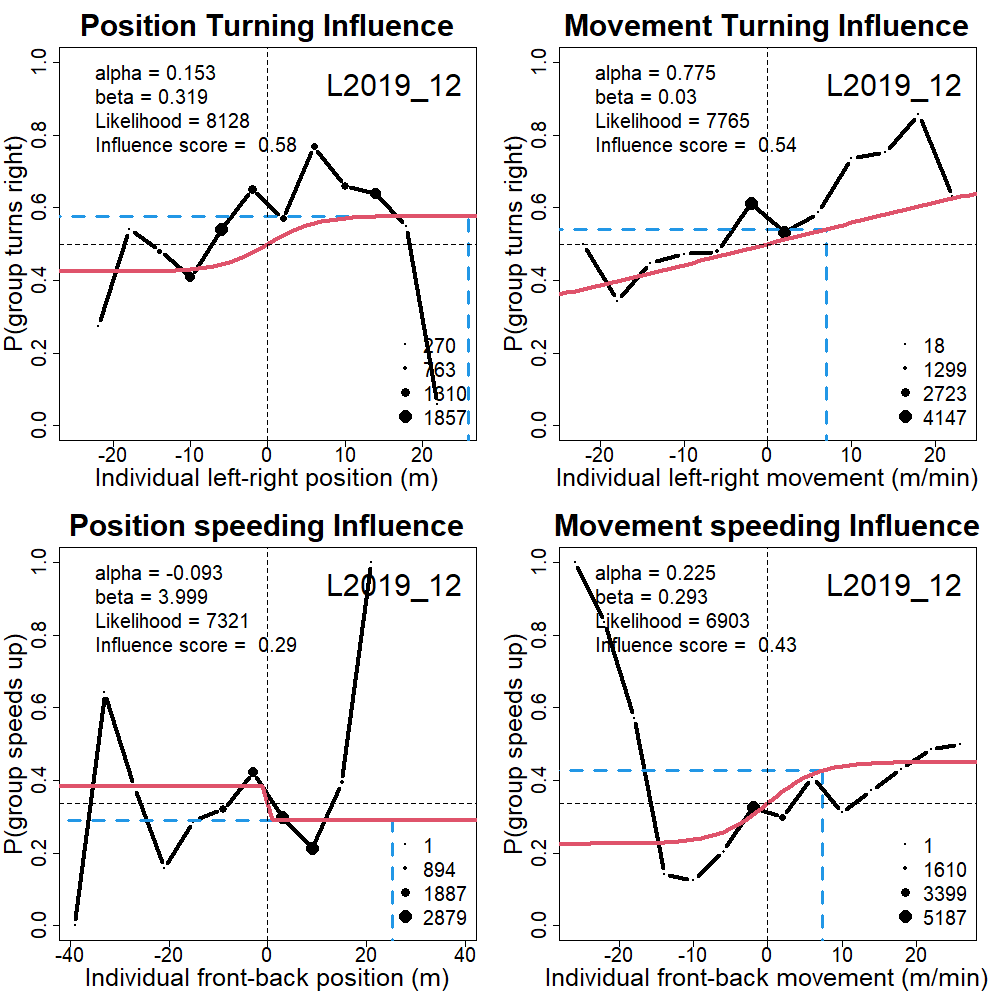 Position Turning Influence
alpha = 0.153
beta = 0.319
Likelihood = 8128
Influence score = 0.58
L2019_12
P(group turns right)
0.0 0.2 0.4 0.6 0.8 1.0
270
763
1310
1857
-20 -10 0 10 20
Individual left-right position (m)
Movement Turning Influence
alpha = 0.775
beta = 0.03
Likelihood = 7765
Influence score = 0.54
L2019_12
P(group turns right)
0.0 0.2 0.4 0.6 0.8 1.0
18
1299
2723
4147
-20 -10 0 10 20
Individual left-right movement (m/min)
Position speeding Influence
alpha = -0.093
beta = 3.999
Likelihood = 7321
Influence score = 0.29
L2019_12
P(group speeds up)
0.0 0.2 0.4 0.6 0.8 1.0
1
894
1887
2879
-40 -20 0 20 40
Individual front-back position (m)
Movement speeding Influence
alpha = 0.225
beta = 0.293
Likelihood = 6903
Influence score = 0.43
L2019_12
P(group speeds up)
0.0 0.2 0.4 0.6 0.8 1.0
1
1610
3399
5187
-20 -10 0 10 20
Individual front-back movement (m/min)